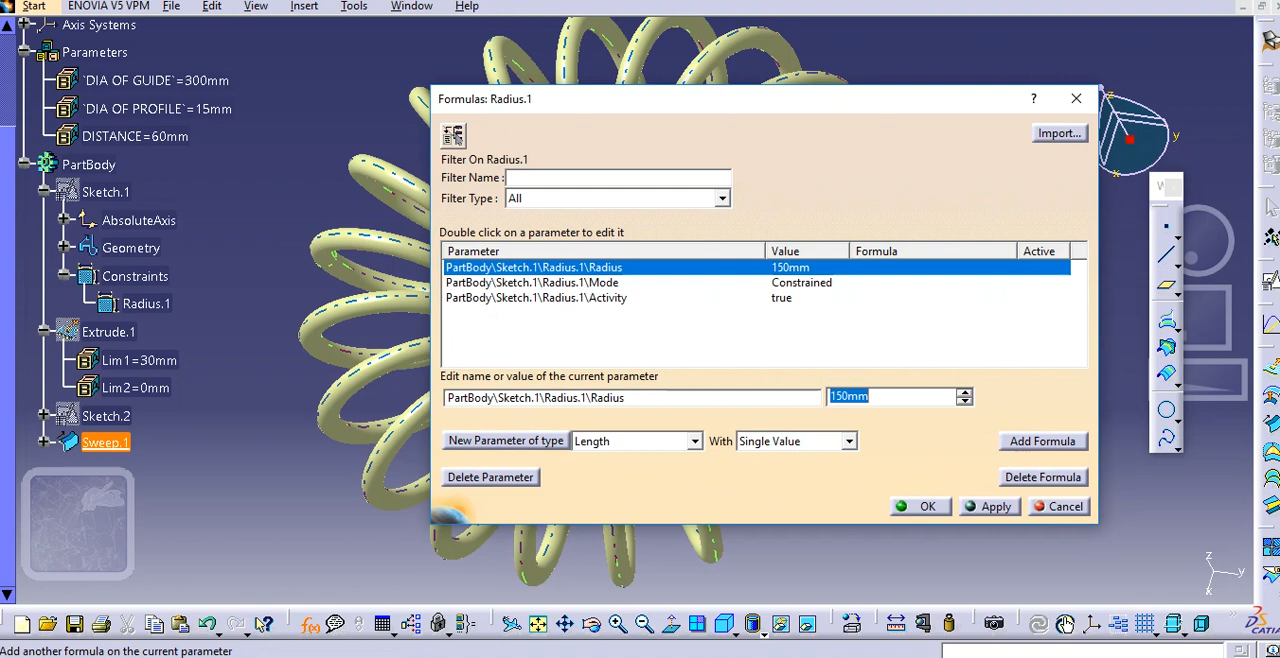 Start ENOVIA V5 VPM File Edit View Insert Tools Window Help
Axis Systems
Parameters
`DIA OF GUIDE`=300mm
`DIA OF PROFILE`=15mm
DISTANCE=60mm
PartBody
Sketch.1
AbsoluteAxis
Geometry
Constraints
Radius.1
Extrude.1
Lim1=30mm
Lim2=0mm
Sketch.2
Sweep.1
Formulas: Radius.1
?
Import...
Filter On Radius.1
Filter Name :
Filter Type : All
Double click on a parameter to edit it
Parameter Value Formula Active
PartBody\Sketch.1\Radius.1\Radius 150mm
PartBody\Sketch.1\Radius.1\Mode Constrained
PartBody\Sketch.1\Radius.1\Activity true
Edit name or value of the current parameter
PartBody\Sketch.1\Radius.1\Radius 150mm
New Parameter of type Length With Single Value Add Formula
Delete Parameter Delete Formula
OK Apply Cancel
z
y
x
z
y
x
f(x)
CATIA
Add another formula on the current parameter